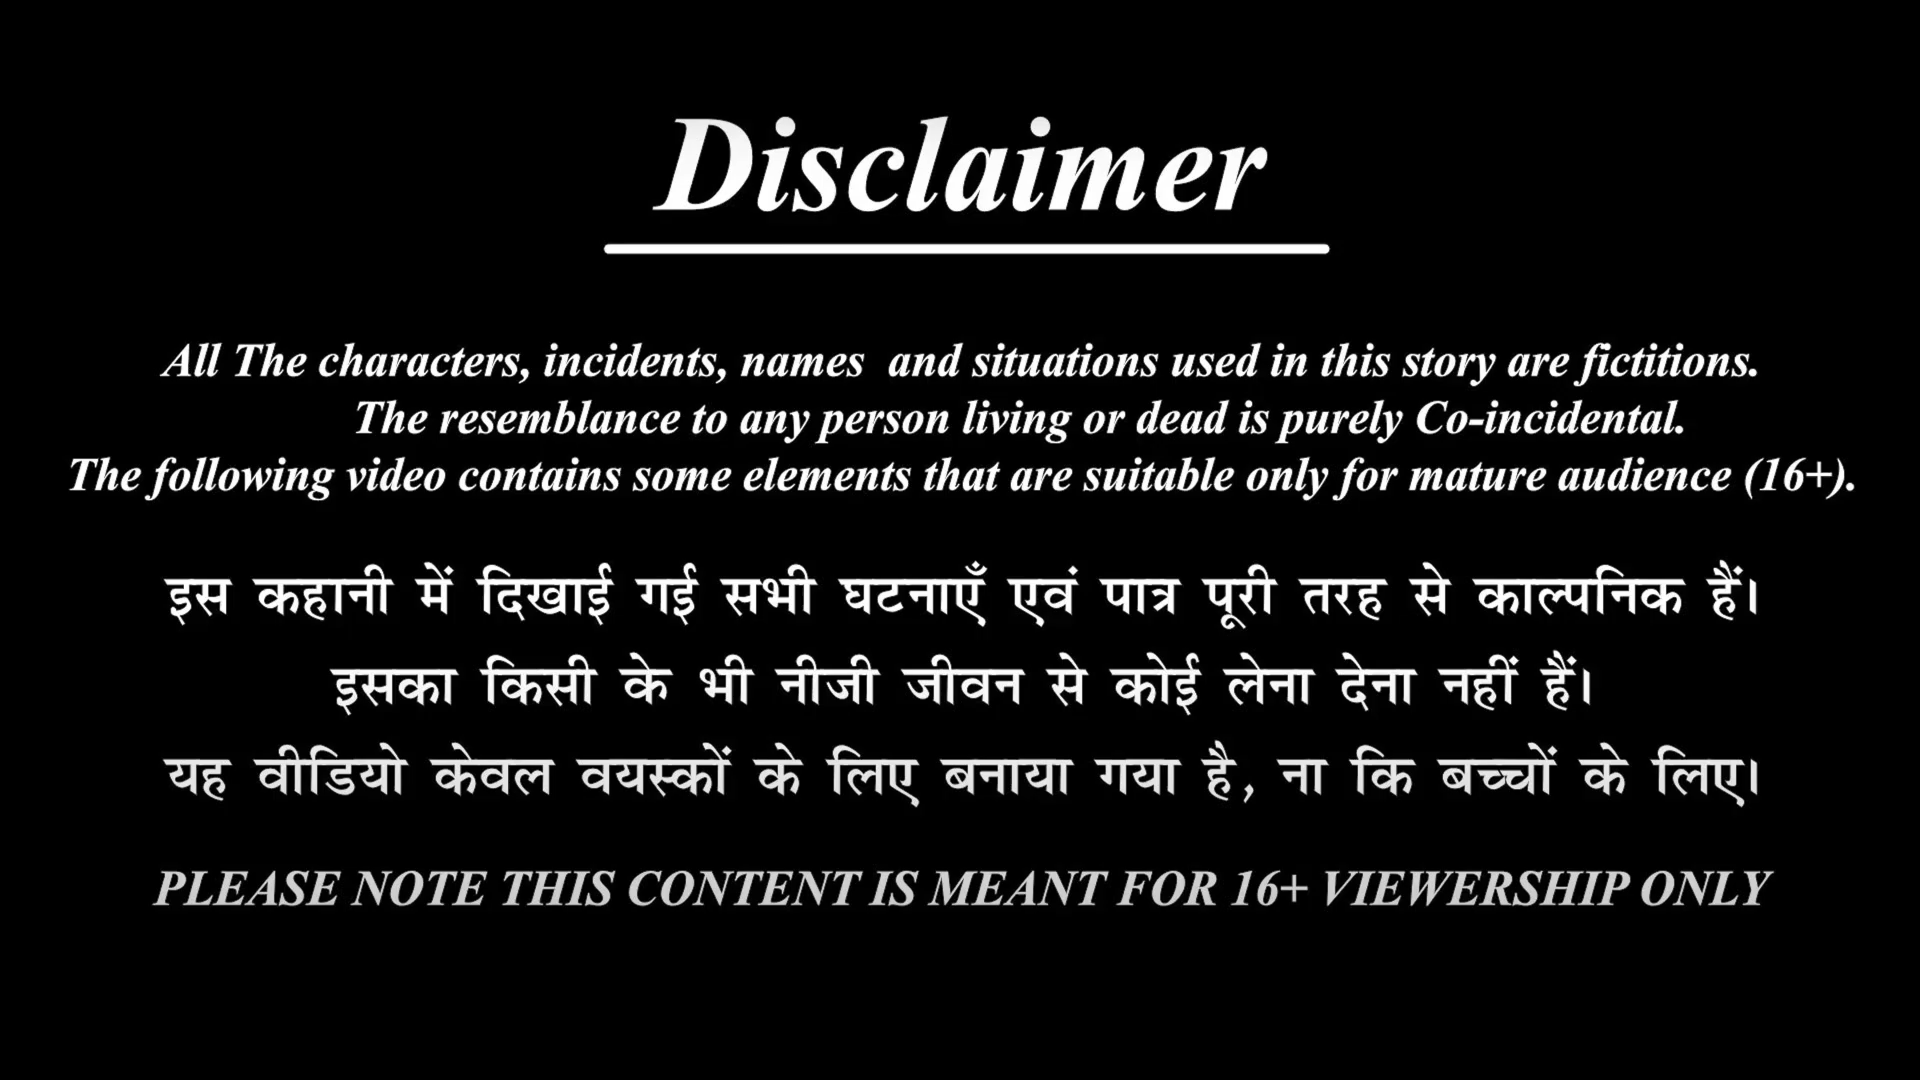 Disclaimer
All The characters, incidents, names and situations used in this story are fictitions.
The resemblance to any person living or dead is purely Co-incidental.
The following video contains some elements that are suitable only for mature audience (16+).
इस कहानी में दिखाई गई सभी घटनाएँ एवं पात्र पूरी तरह से काल्पनिक हैं।
इसका किसी के भी नीजी जीवन से कोई लेना देना नहीं हैं।
यह वीडियो केवल वयस्कों के लिए बनाया गया है, ना कि बच्चों के लिए।
PLEASE NOTE THIS CONTENT IS MEANT FOR 16+ VIEWERSHIP ONLY